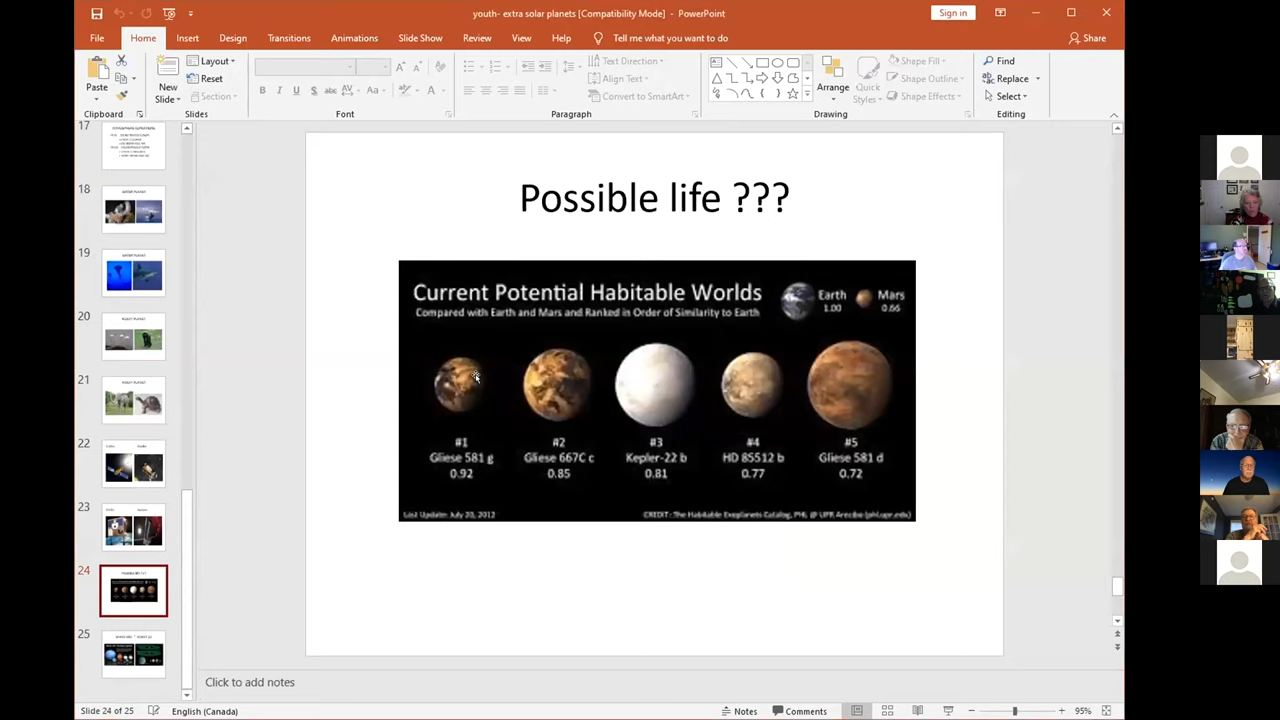 youth- extra solar planets [Compatibility Mode] - PowerPoint
Sign in
File Home Insert Design Transitions Animations Slide Show Review View Help Tell me what you want to do Share
Paste
New Slide
Layout
Reset
Section
B I U S abc AV Aa A
Text Direction
Align Text
Convert to SmartArt
Arrange
Quick Styles
Shape Fill
Shape Outline
Shape Effects
Find
Replace
Select
Clipboard Slides Font Paragraph Drawing Editing
17
18
19
20
21
22
23
24
25
Possible life ???
Current Potential Habitable Worlds
Compared with Earth and Mars and Ranked in Order of Similarity to Earth
Earth
1.00
Mars
0.66
#1
Gliese 581 g
0.92
#2
Gliese 667C c
0.85
#3
Kepler-22 b
0.81
#4
HD 85512 b
0.77
#5
Gliese 581 d
0.72
Last Update: July 20, 2012
CREDIT: The Habitable Exoplanets Catalog, PHL @ UPR Arecibo (phl.upr.edu)
Click to add notes
Slide 24 of 25
English (Canada)
Notes
Comments
95%